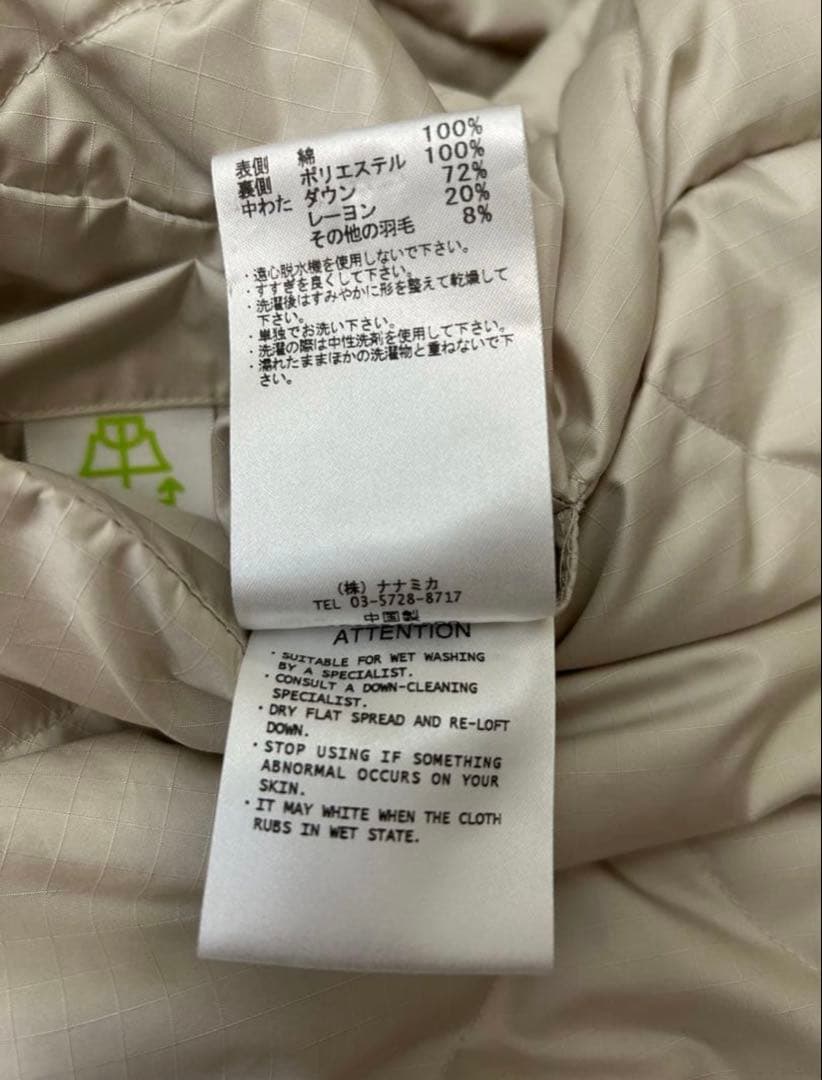 表側 綿 100%
裏側 ポリエステル 100%
中わた ダウン 72%
レーヨン 20%
その他の羽毛 8%
・遠心脱水機を使用しないで下さい。
・すすぎを良くして下さい。
・洗濯後はすみやかに形を整えて乾燥して
下さい。
・単独でお洗い下さい。
・洗濯の際は中性洗剤を使用して下さい。
・濡れたままほかの洗濯物と重ねないで下
さい。
(株) ナナミカ
TEL 03-5728-8717
中国製
ATTENTION
・SUITABLE FOR WET WASHING
BY A SPECIALIST.
・CONSULT A DOWN-CLEANING
SPECIALIST.
・DRY FLAT SPREAD AND RE-LOFT
DOWN.
・STOP USING IF SOMETHING
ABNORMAL OCCURS ON YOUR
SKIN.
・IT MAY WHITE WHEN THE CLOTH
RUBS IN WET STATE.